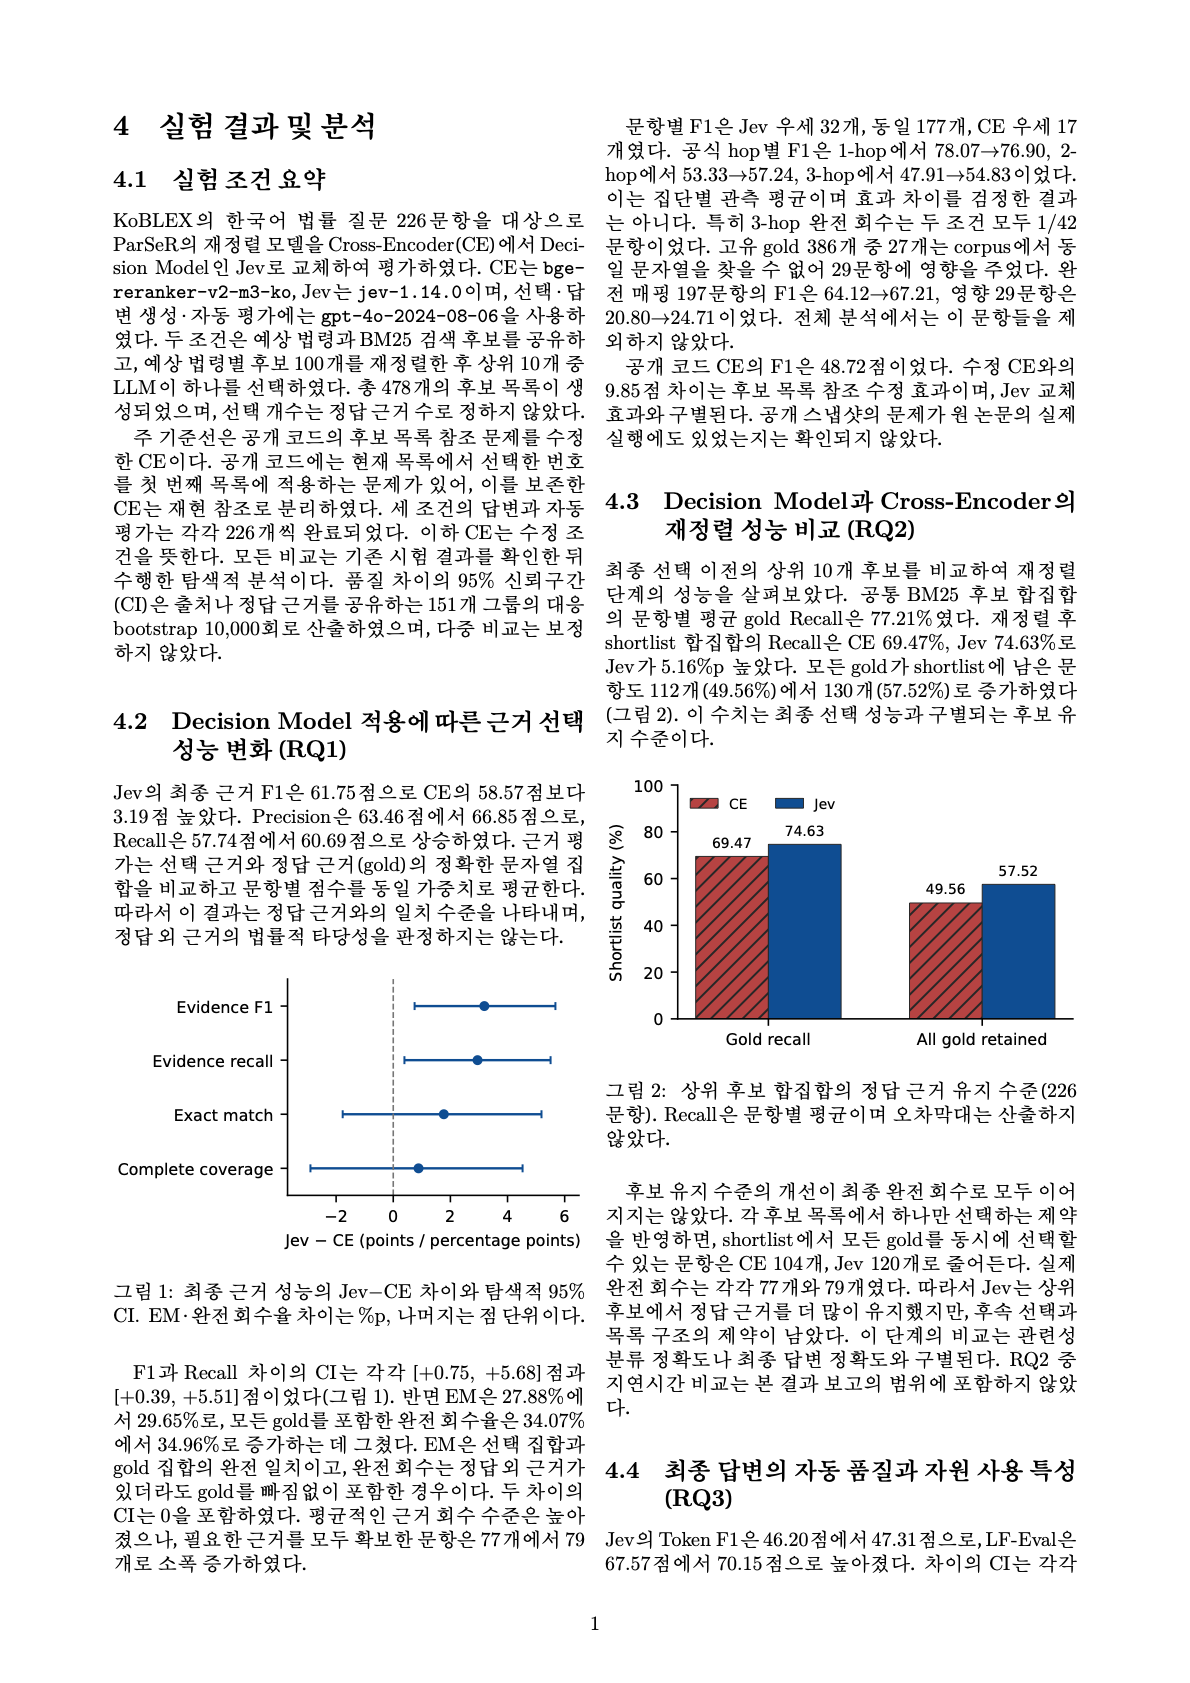 4 실험 결과 및 분석
4.1 실험 조건 요약
KoBLEX의 한국어 법률 질문 226문항을 대상으로
ParSeR의 재정렬 모델을 Cross-Encoder(CE)에서 Deci-
sion Model인 Jev로 교체하여 평가하였다. CE는 bge-
reranker-v2-m3-ko, Jev는 jev-1.14.0이며, 선택·답
변 생성·자동 평가에는 gpt-4o-2024-08-06을 사용하
였다. 두 조건은 예상 법령과 BM25 검색 후보를 공유하
고, 예상 법령별 후보 100개를 재정렬한 후 상위 10개 중
LLM이 하나를 선택하였다. 총 478개의 후보 목록이 생
성되었으며, 선택 개수는 정답 근거 수로 정하지 않았다.
주 기준선은 공개 코드의 후보 목록 참조 문제를 수정
한 CE이다. 공개 코드에는 현재 목록에서 선택한 번호
를 첫 번째 목록에 적용하는 문제가 있어, 이를 보존한
CE는 재현 참조로 분리하였다. 세 조건의 답변과 자동
평가는 각각 226개씩 완료되었다. 이하 CE는 수정 조
건을 뜻한다. 모든 비교는 기존 시험 결과를 확인한 뒤
수행한 탐색적 분석이다. 품질 차이의 95% 신뢰구간
(CI)은 출처나 정답 근거를 공유하는 151개 그룹의 대응
bootstrap 10,000회로 산출하였으며, 다중 비교는 보정
하지 않았다.
4.2 Decision Model 적용에 따른 근거 선택
성능 변화 (RQ1)
Jev의 최종 근거 F1은 61.75점으로 CE의 58.57점보다
3.19점 높았다. Precision은 63.46점에서 66.85점으로,
Recall은 57.74점에서 60.69점으로 상승하였다. 근거 평
가는 선택 근거와 정답 근거(gold)의 정확한 문자열 집
합을 비교하고 문항별 점수를 동일 가중치로 평균한다.
따라서 이 결과는 정답 근거와의 일치 수준을 나타내며,
정답 외 근거의 법률적 타당성을 판정하지는 않는다.
Evidence F1
Evidence recall
Exact match
Complete coverage
−2 0 2 4 6
Jev − CE (points / percentage points)
그림 1: 최종 근거 성능의 Jev−CE 차이와 탐색적 95%
CI. EM·완전 회수율 차이는 %p, 나머지는 점 단위이다.
F1과 Recall 차이의 CI는 각각 [+0.75, +5.68]점과
[+0.39, +5.51]점이었다(그림 1). 반면 EM은 27.88%에
서 29.65%로, 모든 gold를 포함한 완전 회수율은 34.07%
에서 34.96%로 증가하는 데 그쳤다. EM은 선택 집합과
gold 집합의 완전 일치이고, 완전 회수는 정답 외 근거가
있더라도 gold를 빠짐없이 포함한 경우이다. 두 차이의
CI는 0을 포함하였다. 평균적인 근거 회수 수준은 높아
졌으나, 필요한 근거를 모두 확보한 문항은 77개에서 79
개로 소폭 증가하였다.
문항별 F1은 Jev 우세 32개, 동일 177개, CE 우세 17
개였다. 공식 hop별 F1은 1-hop에서 78.07→76.90, 2-
hop에서 53.33→57.24, 3-hop에서 47.91→54.83이었다.
이는 집단별 관측 평균이며 효과 차이를 검정한 결과
는 아니다. 특히 3-hop 완전 회수는 두 조건 모두 1/42
문항이었다. 고유 gold 386개 중 27개는 corpus에서 동
일 문자열을 찾을 수 없어 29문항에 영향을 주었다. 완
전 매핑 197문항의 F1은 64.12→67.21, 영향 29문항은
20.80→24.71이었다. 전체 분석에서는 이 문항들을 제
외하지 않았다.
공개 코드 CE의 F1은 48.72점이었다. 수정 CE와의
9.85점 차이는 후보 목록 참조 수정 효과이며, Jev 교체
효과와 구별된다. 공개 스냅샷의 문제가 원 논문의 실제
실행에도 있었는지는 확인되지 않았다.
4.3 Decision Model과 Cross-Encoder의
재정렬 성능 비교 (RQ2)
최종 선택 이전의 상위 10개 후보를 비교하여 재정렬
단계의 성능을 살펴보았다. 공통 BM25 후보 합집합
의 문항별 평균 gold Recall은 77.21%였다. 재정렬 후
shortlist 합집합의 Recall은 CE 69.47%, Jev 74.63%로
Jev가 5.16%p 높았다. 모든 gold가 shortlist에 남은 문
항도 112개(49.56%)에서 130개(57.52%)로 증가하였다
(그림 2). 이 수치는 최종 선택 성능과 구별되는 후보 유
지 수준이다.
Shortlist quality (%)
100
80
60
40
20
0
CE Jev
69.47 74.63
49.56 57.52
Gold recall All gold retained
그림 2: 상위 후보 합집합의 정답 근거 유지 수준(226
문항). Recall은 문항별 평균이며 오차막대는 산출하지
않았다.
후보 유지 수준의 개선이 최종 완전 회수로 모두 이어
지지는 않았다. 각 후보 목록에서 하나만 선택하는 제약
을 반영하면, shortlist에서 모든 gold를 동시에 선택할
수 있는 문항은 CE 104개, Jev 120개로 줄어든다. 실제
완전 회수는 각각 77개와 79개였다. 따라서 Jev는 상위
후보에서 정답 근거를 더 많이 유지했지만, 후속 선택과
목록 구조의 제약이 남았다. 이 단계의 비교는 관련성
분류 정확도나 최종 답변 정확도와 구별된다. RQ2 중
지연시간 비교는 본 결과 보고의 범위에 포함하지 않았
다.
4.4 최종 답변의 자동 품질과 자원 사용 특성
(RQ3)
Jev의 Token F1은 46.20점에서 47.31점으로, LF-Eval은
67.57점에서 70.15점으로 높아졌다. 차이의 CI는 각각
1